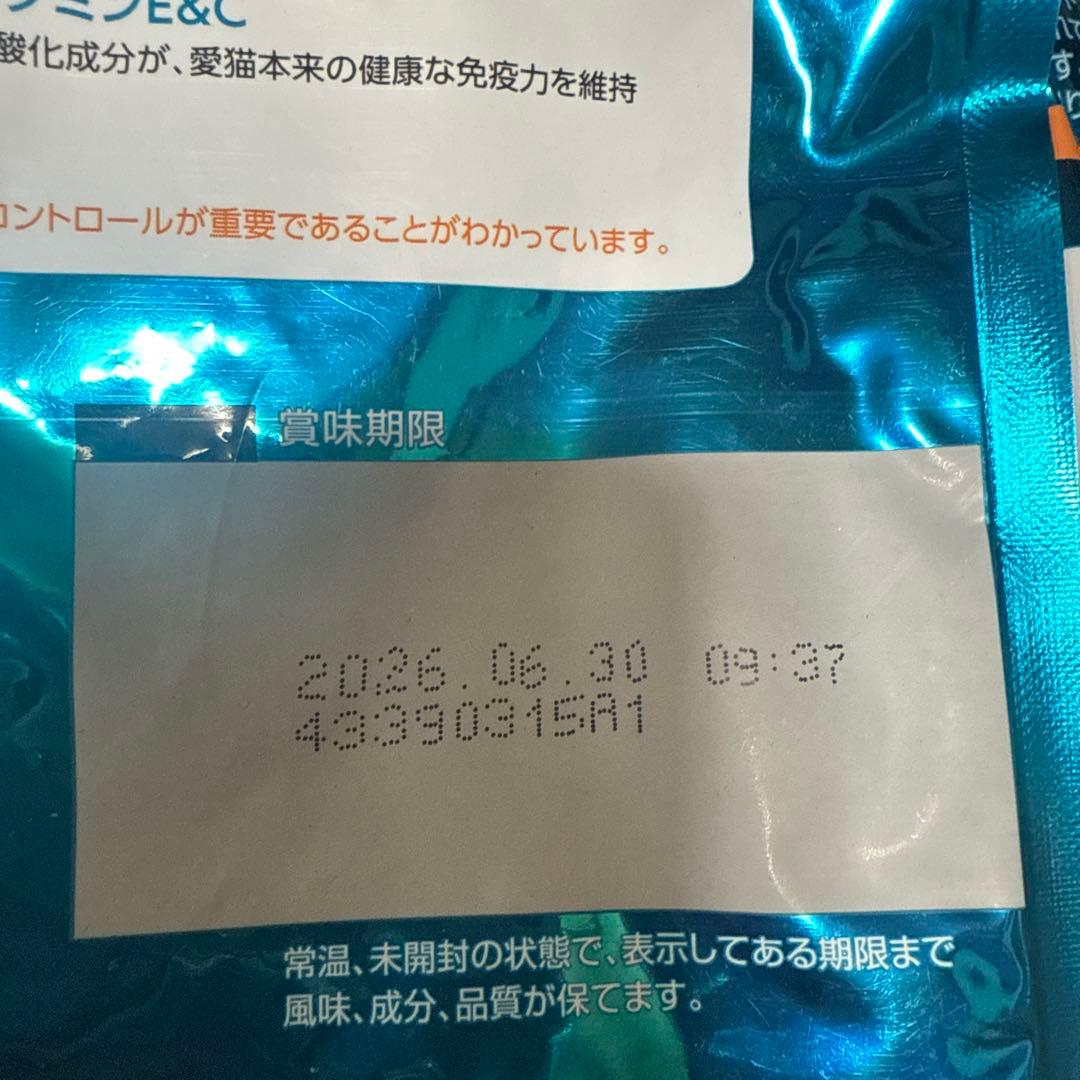 ミンE&C
酸化成分が、愛猫本来の健康な免疫力を維持
コントロールが重要であることがわかっています。
賞味期限
2026.06.30 09:37
43390315A1
常温、未開封の状態で、表示してある期限まで
風味、成分、品質が保てます。